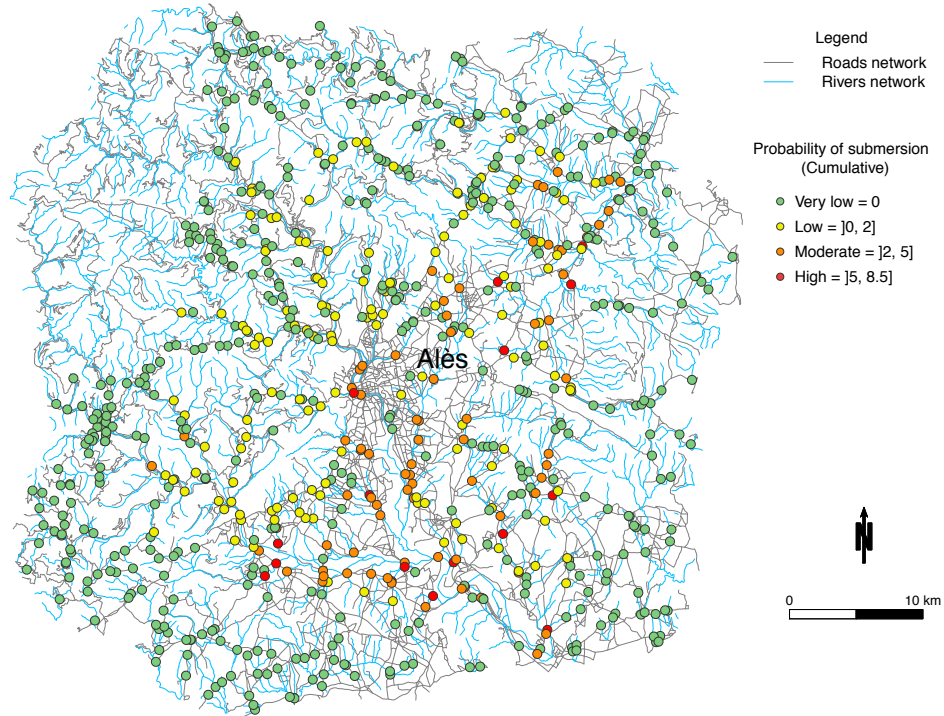 Legend
Roads network
Rivers network
Probability of submersion
(Cumulative)
Very low = 0
Low = ]0, 2]
Moderate = ]2, 5]
High = ]5, 8.5]
Alès
N
0 10 km